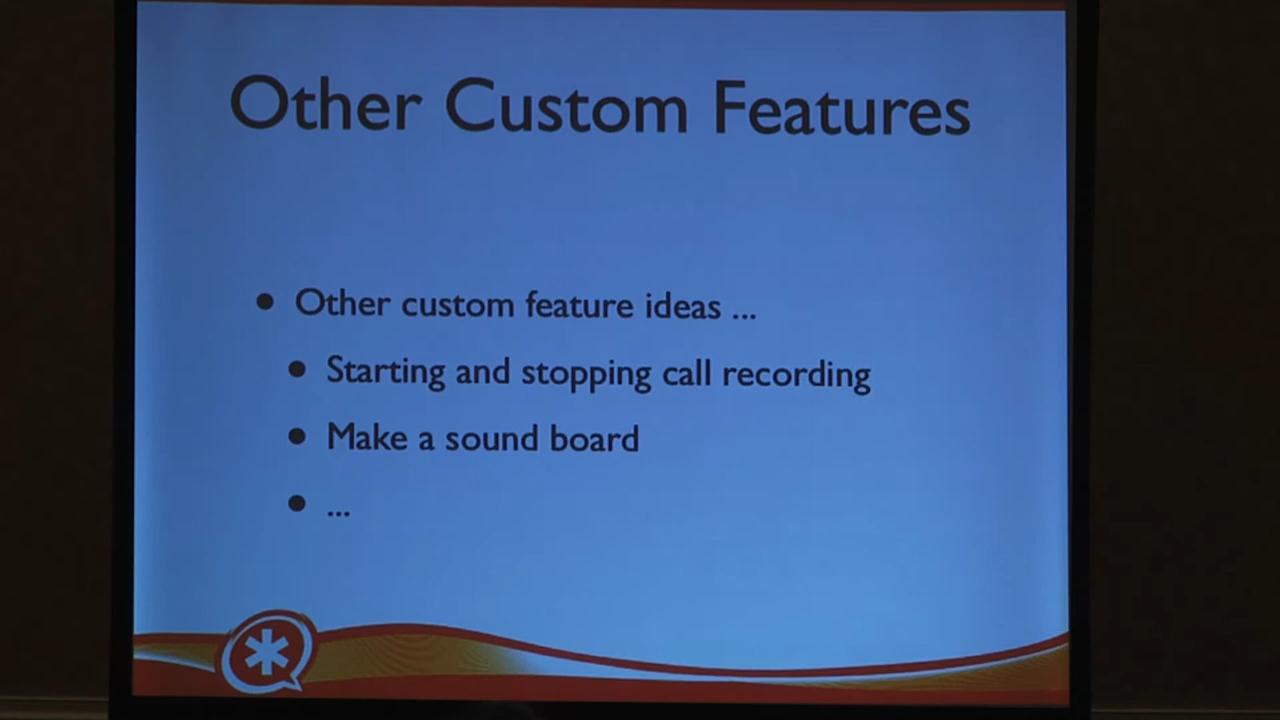 Other Custom Features
• Other custom feature ideas ...
• Starting and stopping call recording
• Make a sound board
• ...